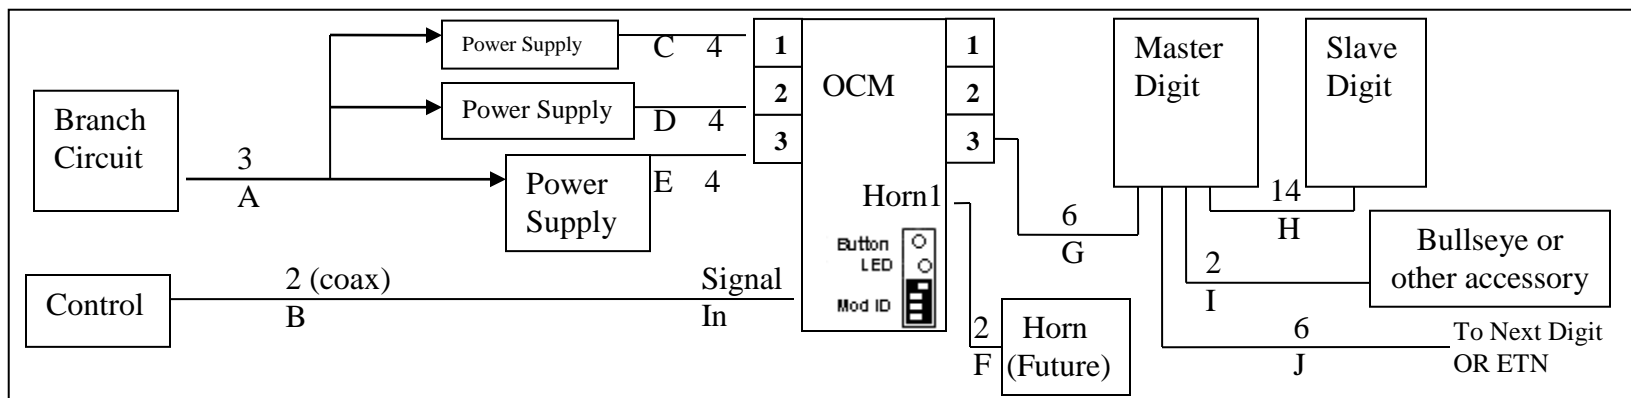 Branch
Circuit
3
A
Power Supply
C 4
Power Supply
D 4
Power
Supply
E 4
Control
2 (coax)
B
Signal
In
1
2
3
OCM
1
2
3
Horn1
Button
LED
Mod ID
2
F
Horn
(Future)
6
G
Master
Digit
Slave
Digit
14
H
2
I
Bullseye or
other accessory
6
J
To Next Digit
OR ETN